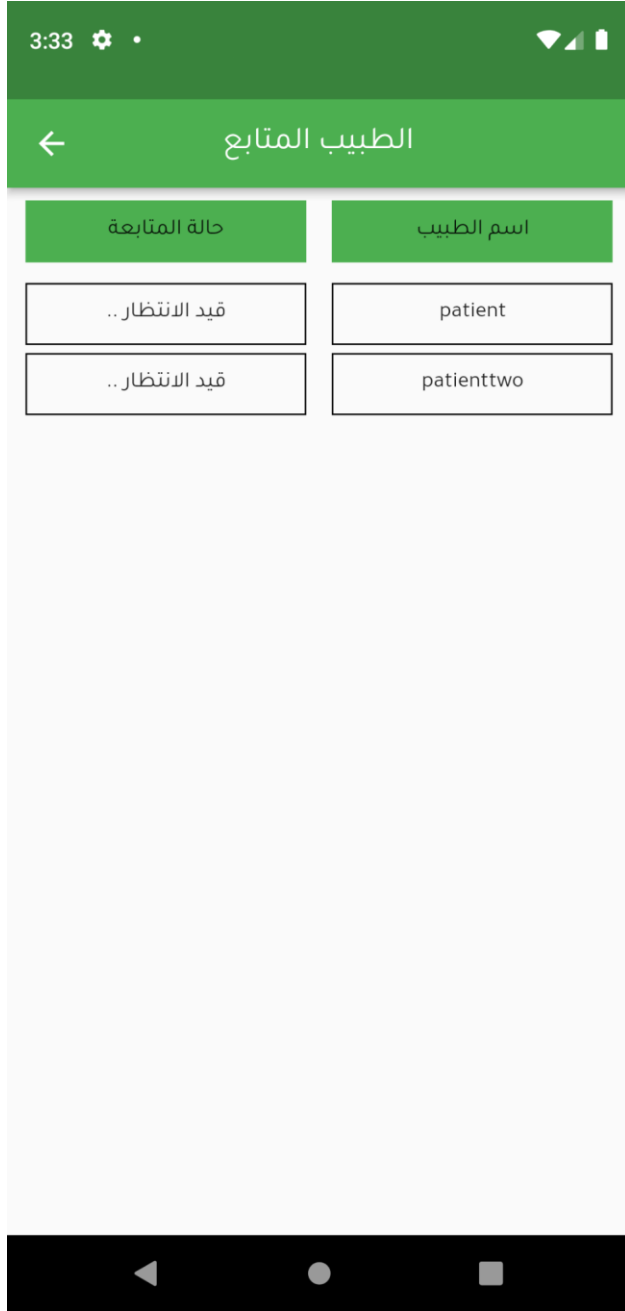 3:33
الطبيب المتابع
اسم الطبيب
حالة المتابعة
patient
قيد الانتظار ..
patienttwo
قيد الانتظار ..